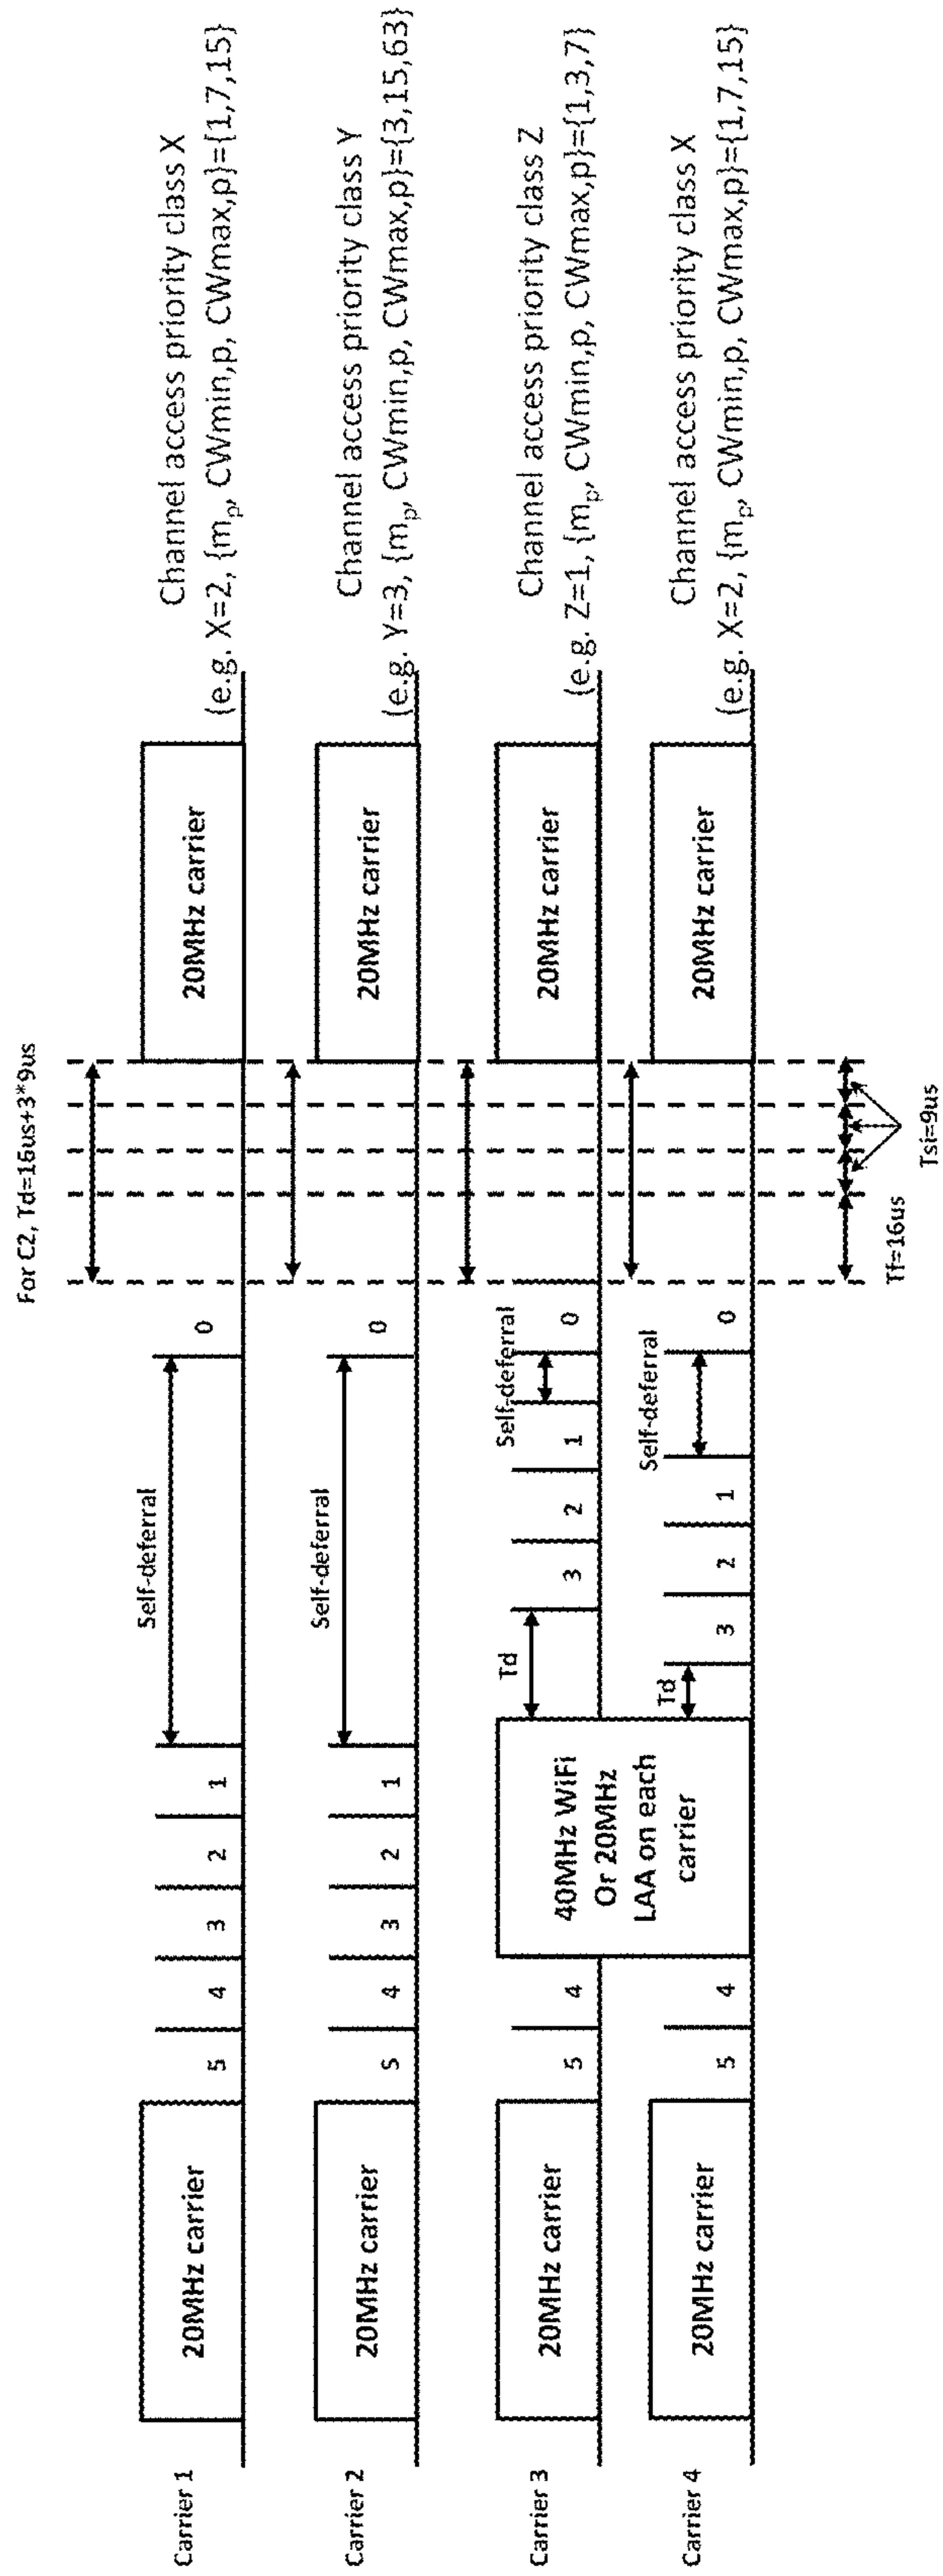 For C2, Td=16us+3*9us
Carrier 1
20MHz carrier
5
4
3
2
1
Self-deferral
0
20MHz carrier
Channel access priority class X
(e.g. X=2, {mp, CWmin,p, CWmax,p}={1,7,15}
Carrier 2
20MHz carrier
5
4
3
2
1
Self-deferral
0
20MHz carrier
Channel access priority class Y
(e.g. Y=3, {mp, CWmin,p, CWmax,p}={3,15,63}
Carrier 3
20MHz carrier
5
4
40MHz WiFi
Or 20MHz
LAA on each
carrier
Td
3
2
1
Self-deferral
0
20MHz carrier
Channel access priority class Z
(e.g. Z=1, {mp, CWmin,p, CWmax,p}={1,3,7}
Carrier 4
20MHz carrier
5
4
Td
3
2
1
Self-deferral
0
20MHz carrier
Channel access priority class X
(e.g. X=2, {mp, CWmin,p, CWmax,p}={1,7,15}
Tf=16us
Tsi=9us